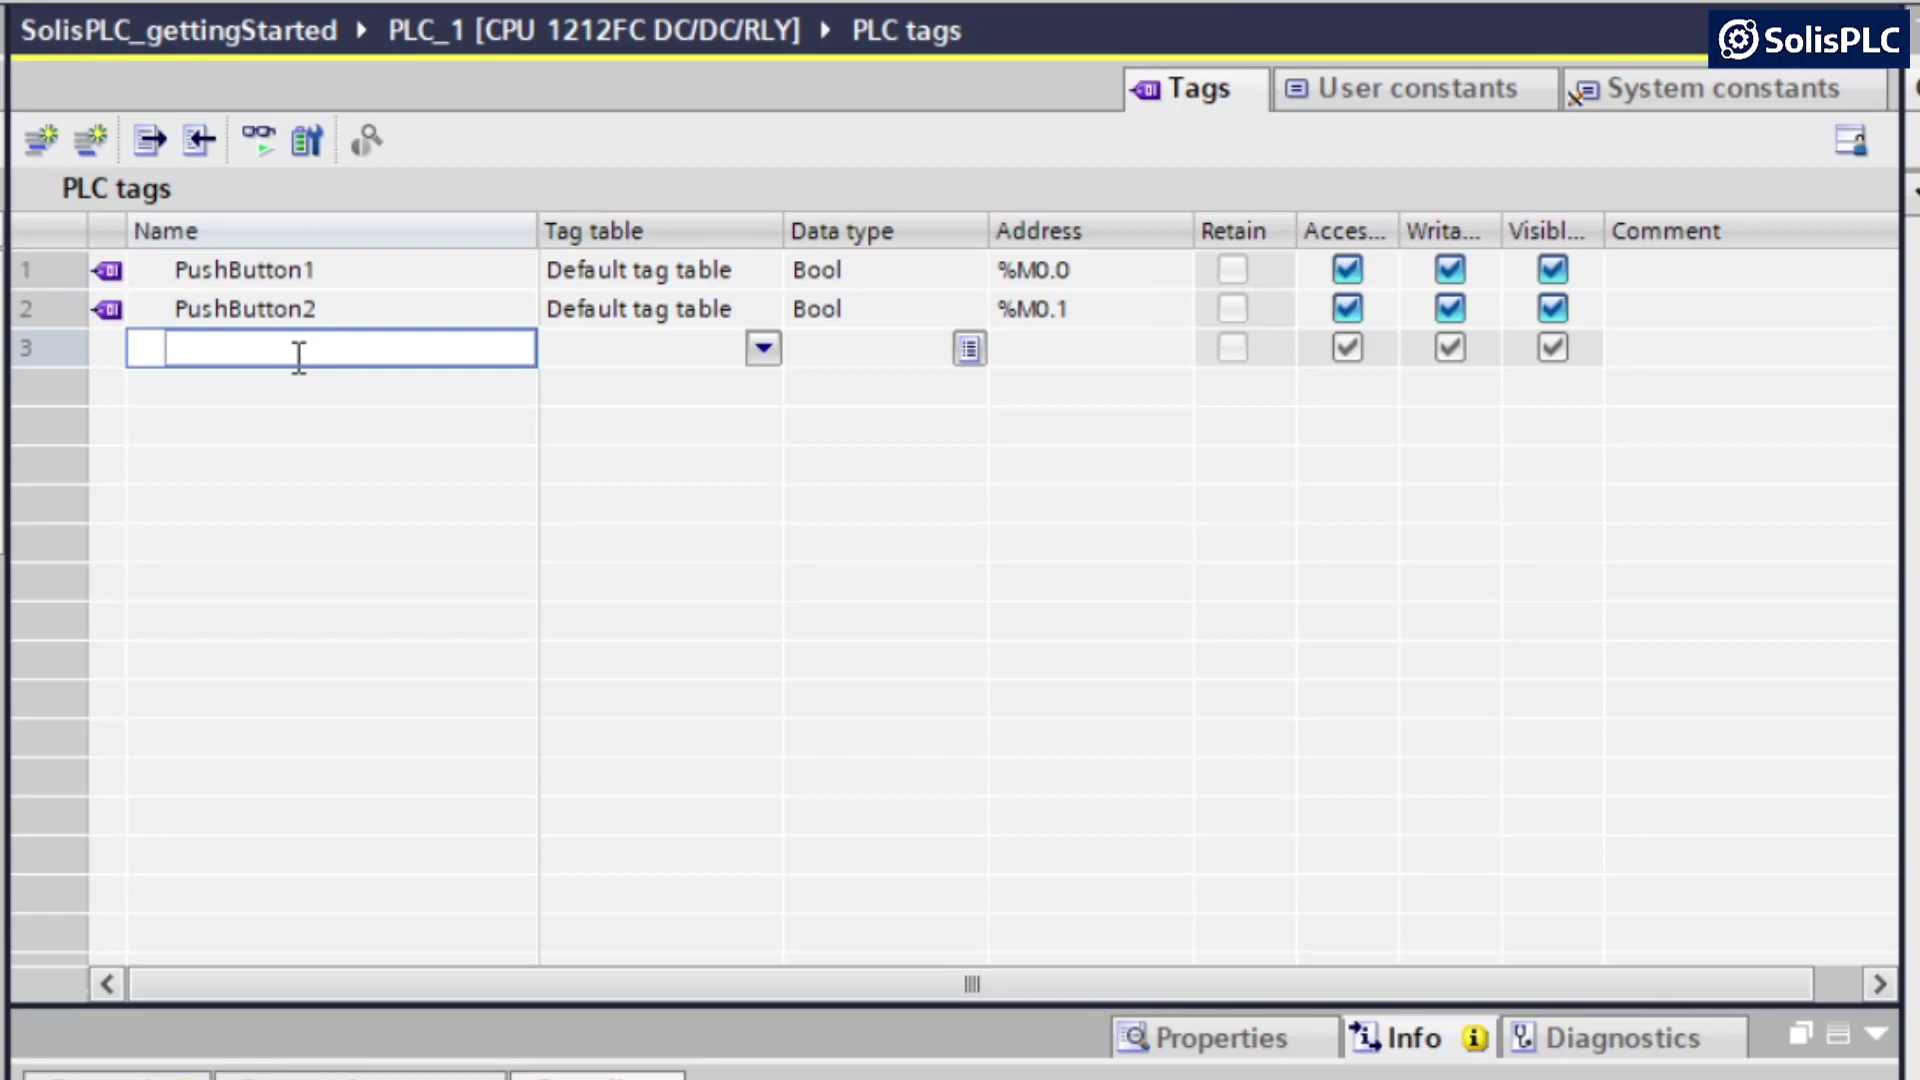 SolisPLC_gettingStarted PLC_1 [CPU 1212FC DC/DC/RLY] PLC tags
SolisPLC
Tags User constants System constants
PLC tags
Name Tag table Data type Address Retain Acces... Writa... Visibl... Comment
1 PushButton1 Default tag table Bool %M0.0
2 PushButton2 Default tag table Bool %M0.1
3
Properties Info Diagnostics